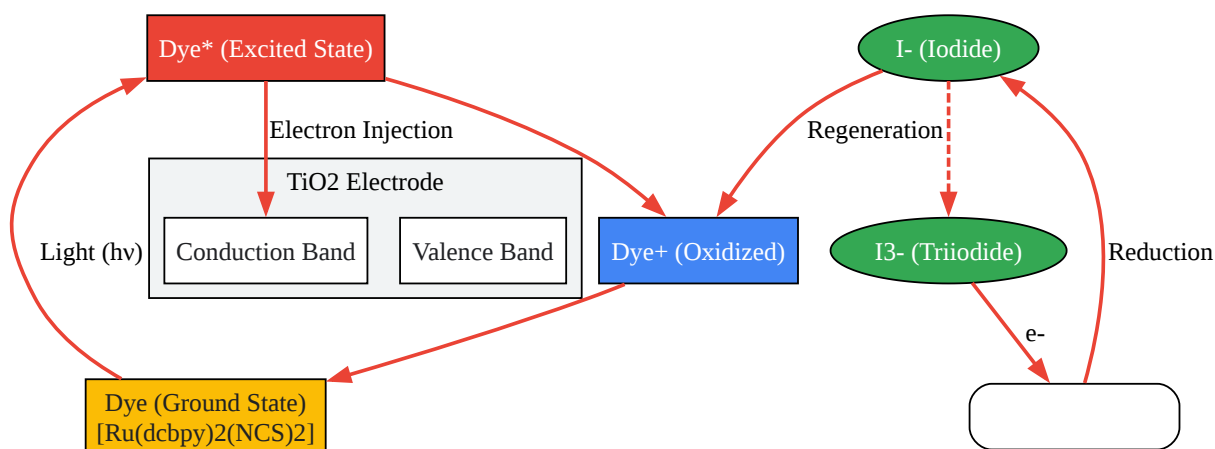 Dye* (Excited State)
I- (Iodide)
Electron Injection
Regeneration
TiO2 Electrode
Conduction Band
Valence Band
Light (hν)
Dye+ (Oxidized)
I3- (Triiodide)
Reduction
e-
Dye (Ground State)
[Ru(dcbpy)2(NCS)2]